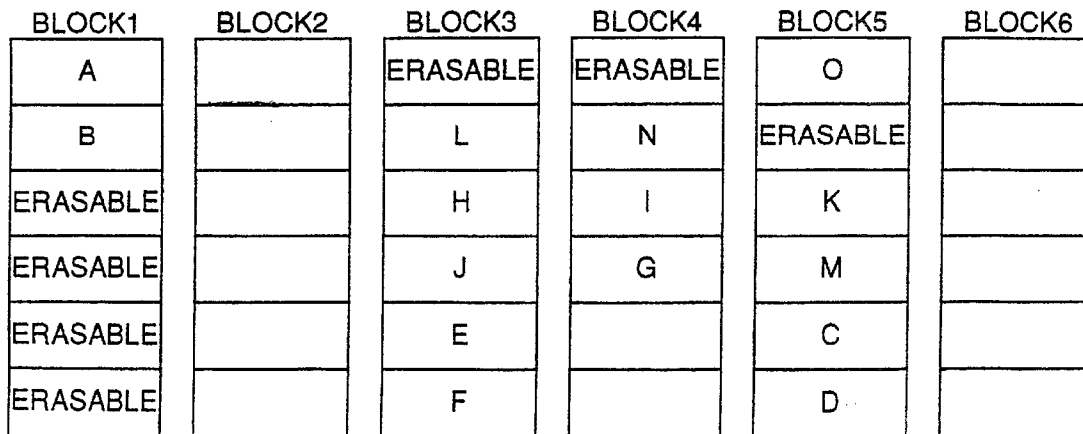 BLOCK1 BLOCK2 BLOCK3 BLOCK4 BLOCK5 BLOCK6
A ERASABLE ERASABLE O
B L N ERASABLE
ERASABLE H I K
ERASABLE J G M
ERASABLE E C
ERASABLE F D